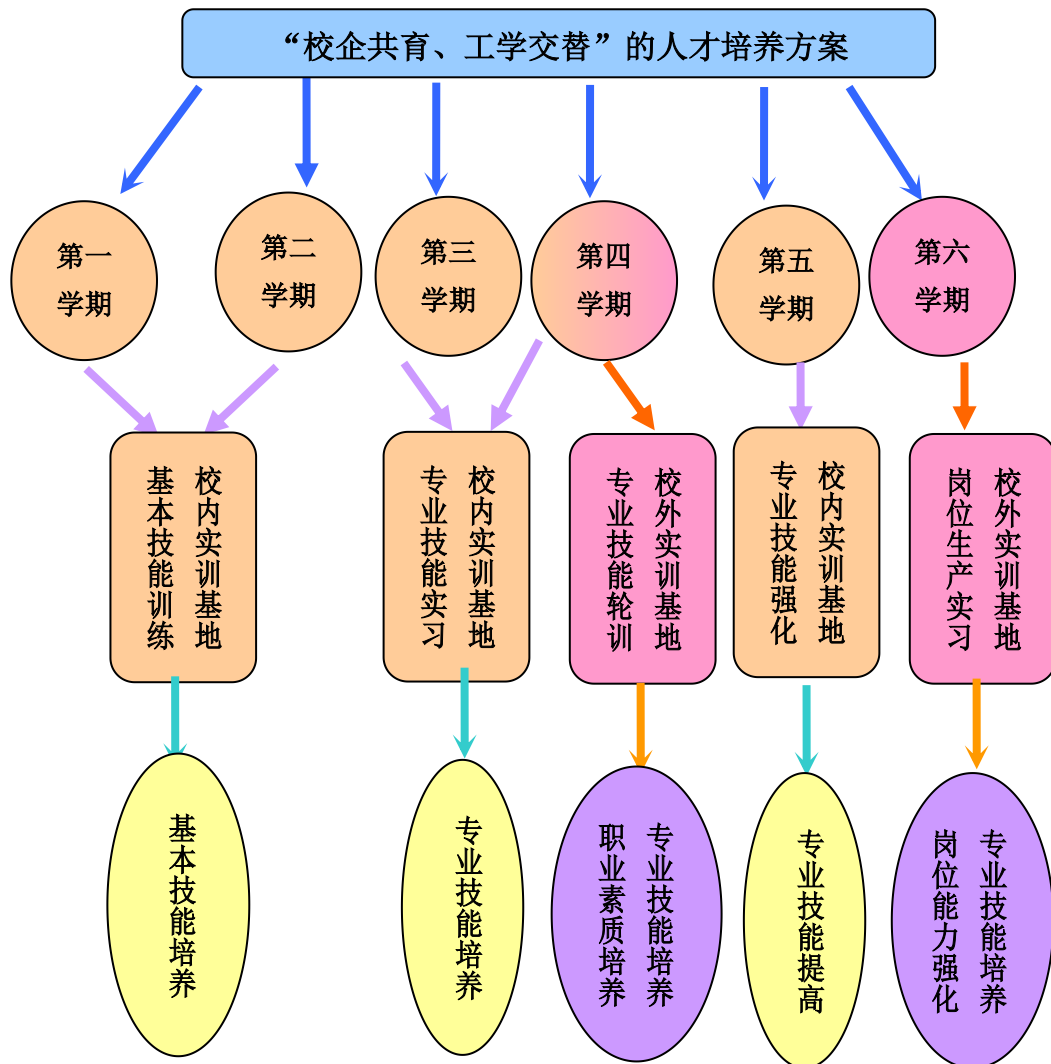 “校企共育、工学交替”的人才培养方案
第一
学期
第二
学期
第三
学期
第四
学期
第五
学期
第六
学期
校内实训基地
基本技能训练
校内实训基地
专业技能实习
校外实训基地
专业技能轮训
校内实训基地
专业技能强化
校外实训基地
岗位生产实习
基本技能培养
专业技能培养
专业技能培养
职业素质培养
专业技能提高
专业技能培养
岗位能力强化